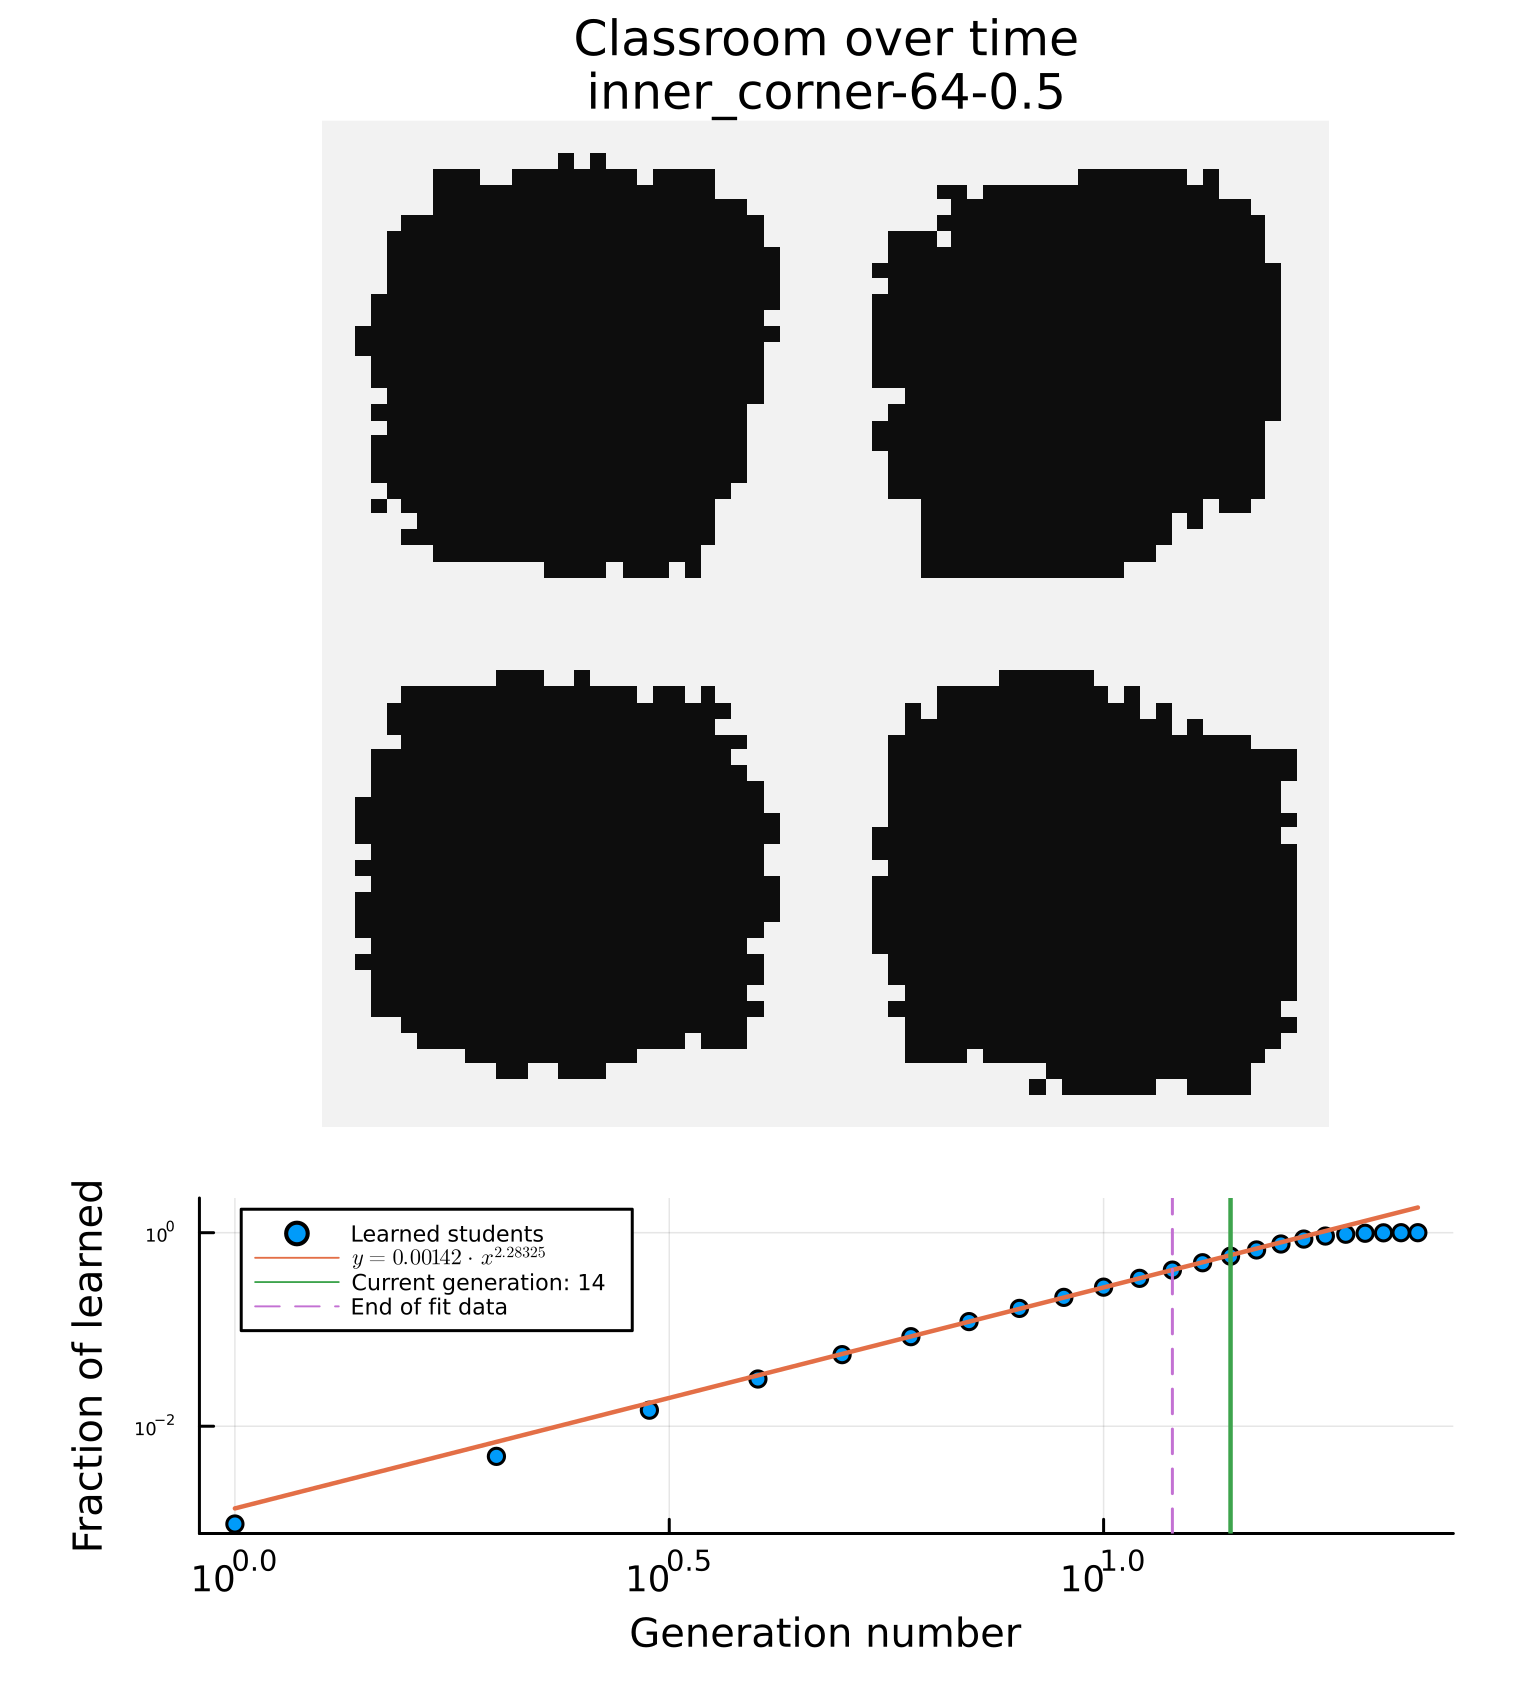 Classroom over time
inner_corner-64-0.5
Fraction of learned
10^0
10^−2
Learned students
y = 0.00142 · x^2.28325
Current generation: 14
End of fit data
10^0.0
10^0.5
10^1.0
Generation number